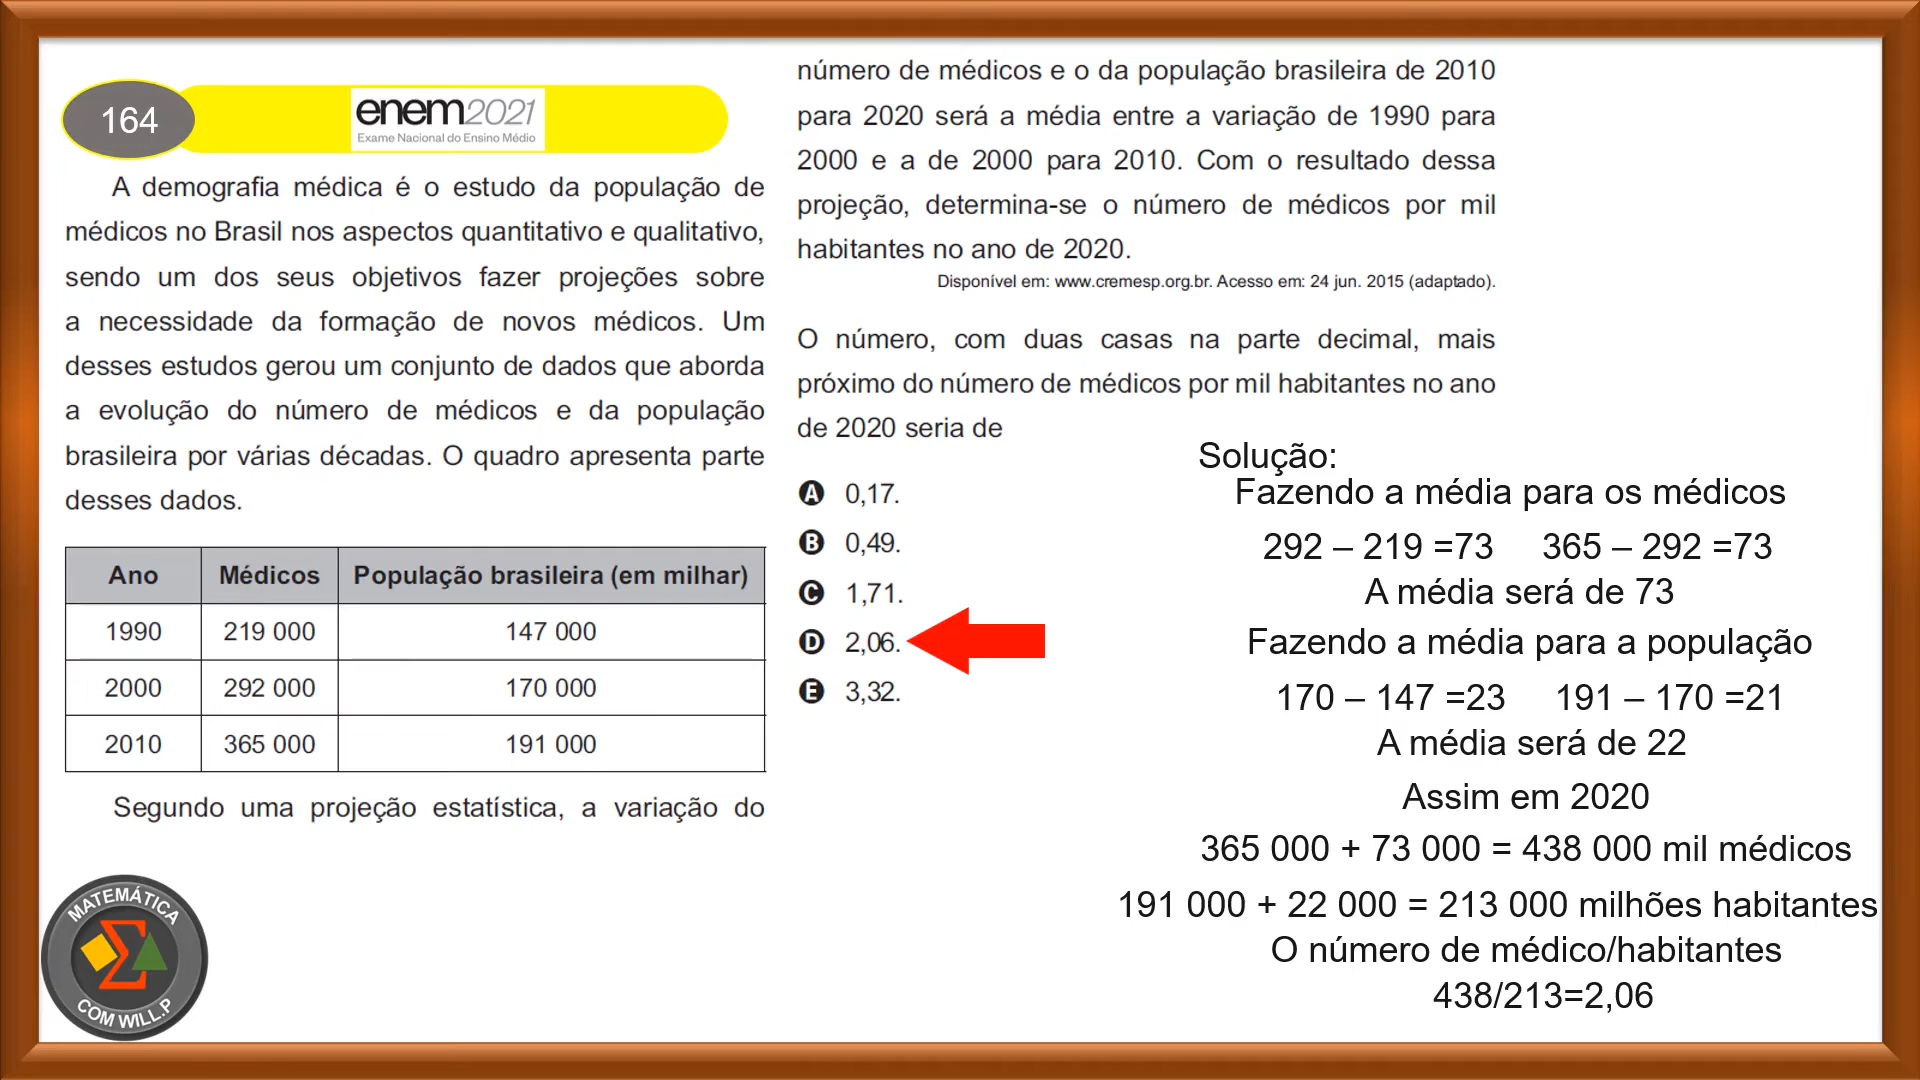 164
enem2021
Exame Nacional do Ensino Médio
A demografia médica é o estudo da população de
médicos no Brasil nos aspectos quantitativo e qualitativo,
sendo um dos seus objetivos fazer projeções sobre
a necessidade da formação de novos médicos. Um
desses estudos gerou um conjunto de dados que aborda
a evolução do número de médicos e da população
brasileira por várias décadas. O quadro apresenta parte
desses dados.
Ano Médicos População brasileira (em milhar)
1990 219 000 147 000
2000 292 000 170 000
2010 365 000 191 000
Segundo uma projeção estatística, a variação do
número de médicos e o da população brasileira de 2010
para 2020 será a média entre a variação de 1990 para
2000 e a de 2000 para 2010. Com o resultado dessa
projeção, determina-se o número de médicos por mil
habitantes no ano de 2020.
Disponível em: www.cremesp.org.br. Acesso em: 24 jun. 2015 (adaptado).
O número, com duas casas na parte decimal, mais
próximo do número de médicos por mil habitantes no ano
de 2020 seria de
A 0,17.
B 0,49.
C 1,71.
D 2,06.
E 3,32.
Solução:
Fazendo a média para os médicos
292 – 219 =73 365 – 292 =73
A média será de 73
Fazendo a média para a população
170 – 147 =23 191 – 170 =21
A média será de 22
Assim em 2020
365 000 + 73 000 = 438 000 mil médicos
191 000 + 22 000 = 213 000 milhões habitantes
O número de médico/habitantes
438/213=2,06
MATEMÁTICA
COM WILL.P